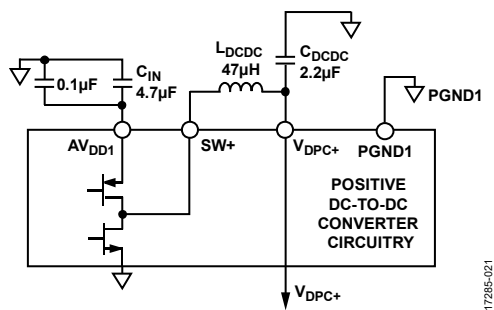 LDCDC
47µH
CDCDC
2.2µF
0.1µF
CIN
4.7µF
PGND1
AVDD1
SW+
VDPC+
PGND1
POSITIVE
DC-TO-DC
CONVERTER
CIRCUITRY
VDPC+
17285-021